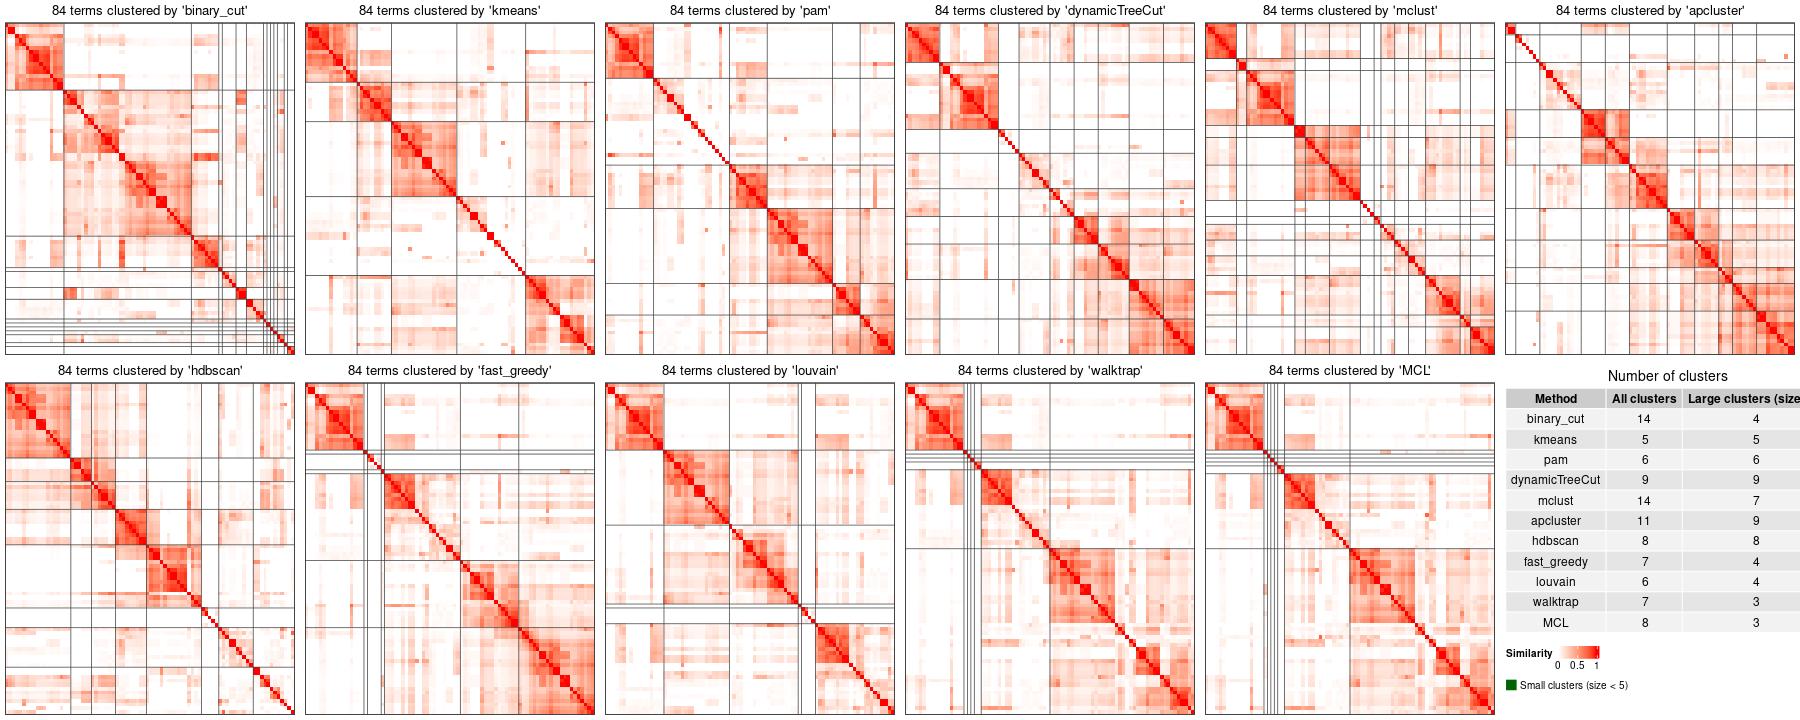 84 terms clustered by 'binary_cut'
84 terms clustered by 'kmeans'
84 terms clustered by 'pam'
84 terms clustered by 'dynamicTreeCut'
84 terms clustered by 'mclust'
84 terms clustered by 'apcluster'
84 terms clustered by 'hdbscan'
84 terms clustered by 'fast_greedy'
84 terms clustered by 'louvain'
84 terms clustered by 'walktrap'
84 terms clustered by 'MCL'
Number of clusters
Method All clusters Large clusters (size
binary_cut 14 4
kmeans 5 5
pam 6 6
dynamicTreeCut 9 9
mclust 14 7
apcluster 11 9
hdbscan 8 8
fast_greedy 7 4
louvain 6 4
walktrap 7 3
MCL 8 3
Similarity
0 0.5 1
Small clusters (size < 5)